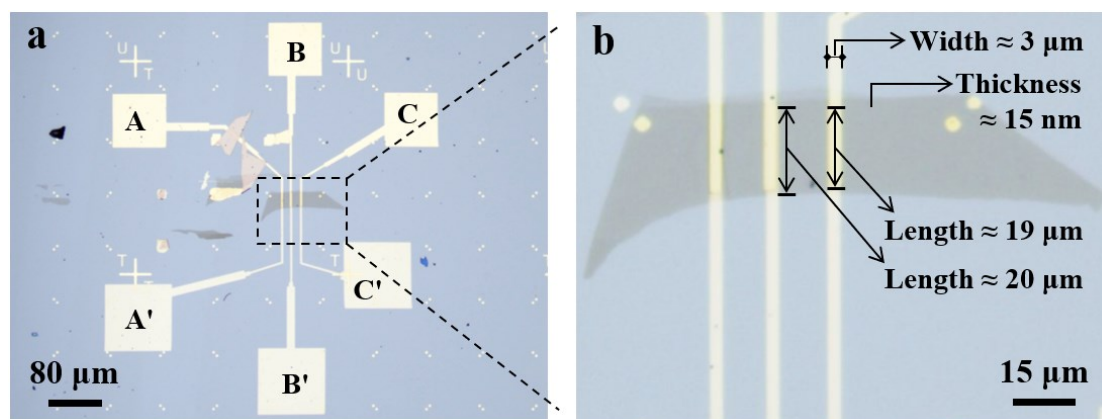 a
B
U
T
U
U
A
C
T
T
C'
A'
B'
80 μm
b
Width ≈ 3 μm
Thickness
≈ 15 nm
Length ≈ 19 μm
Length ≈ 20 μm
15 μm